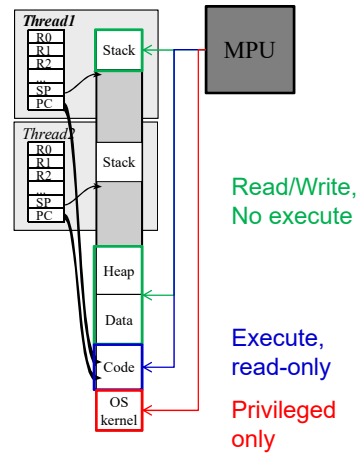 Thread1
R0
R1
R2
...
SP
PC
Stack
MPU
Thread2
R0
R1
R2
...
SP
PC
Stack
Read/Write,
No execute
Heap
Data
Execute,
read-only
Code
Privileged
only
OS
kernel